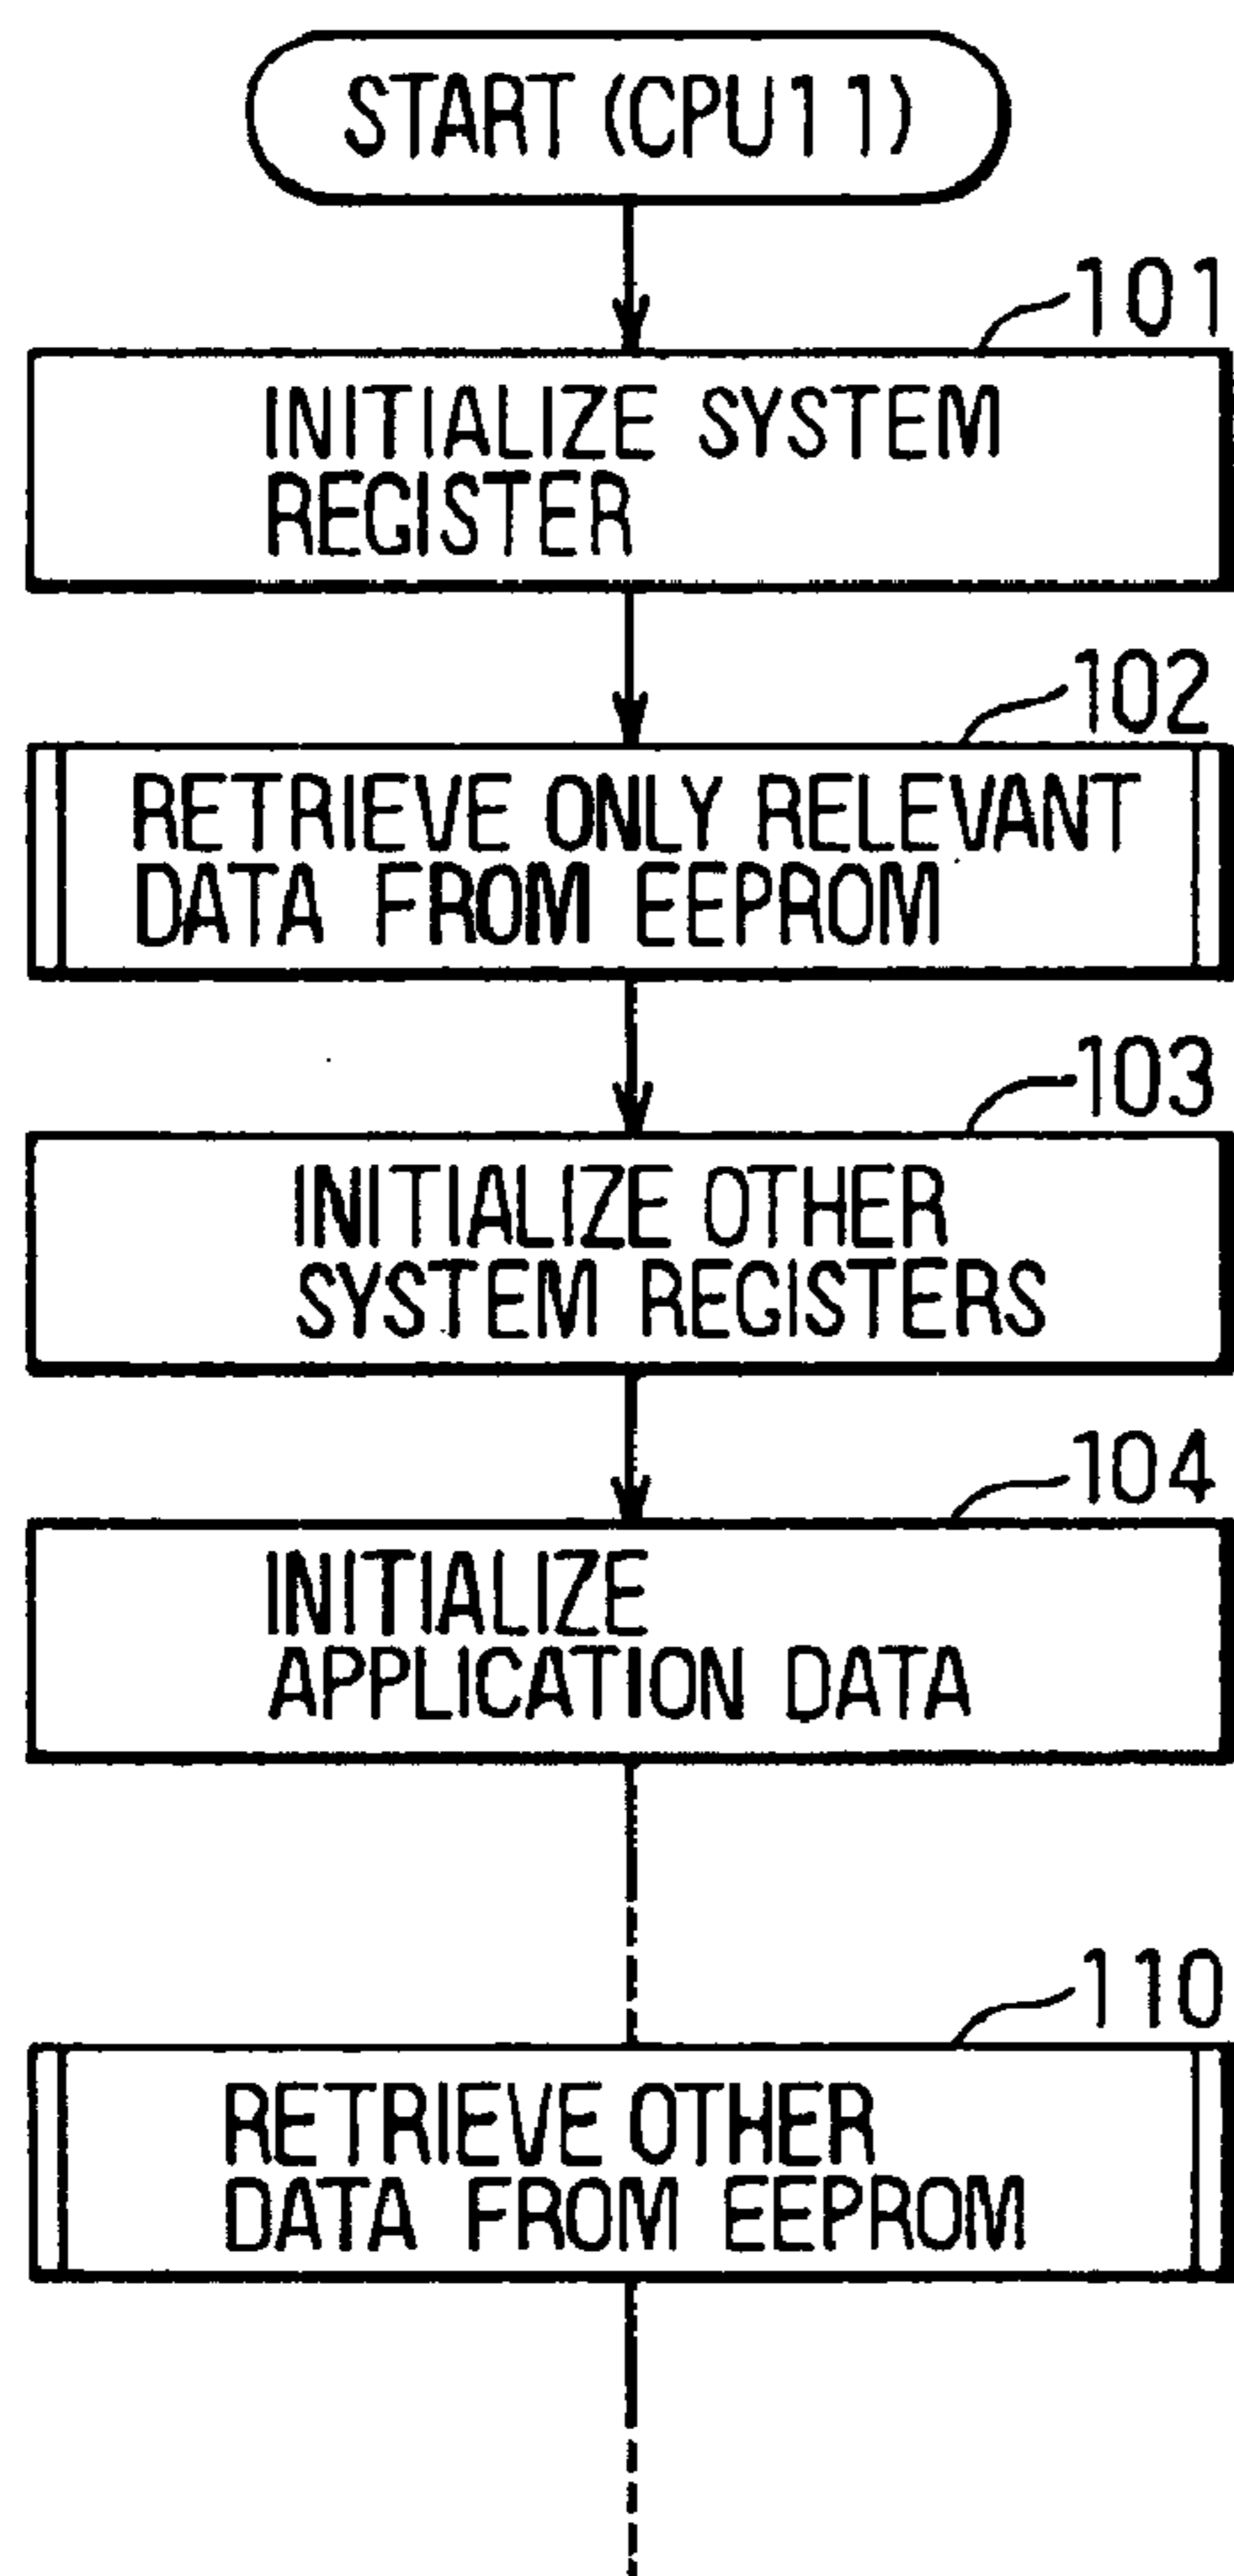 START (CPU11)
101
INITIALIZE SYSTEM
REGISTER
102
RETRIEVE ONLY RELEVANT
DATA FROM EEPROM
103
INITIALIZE OTHER
SYSTEM REGISTERS
104
INITIALIZE
APPLICATION DATA
110
RETRIEVE OTHER
DATA FROM EEPROM